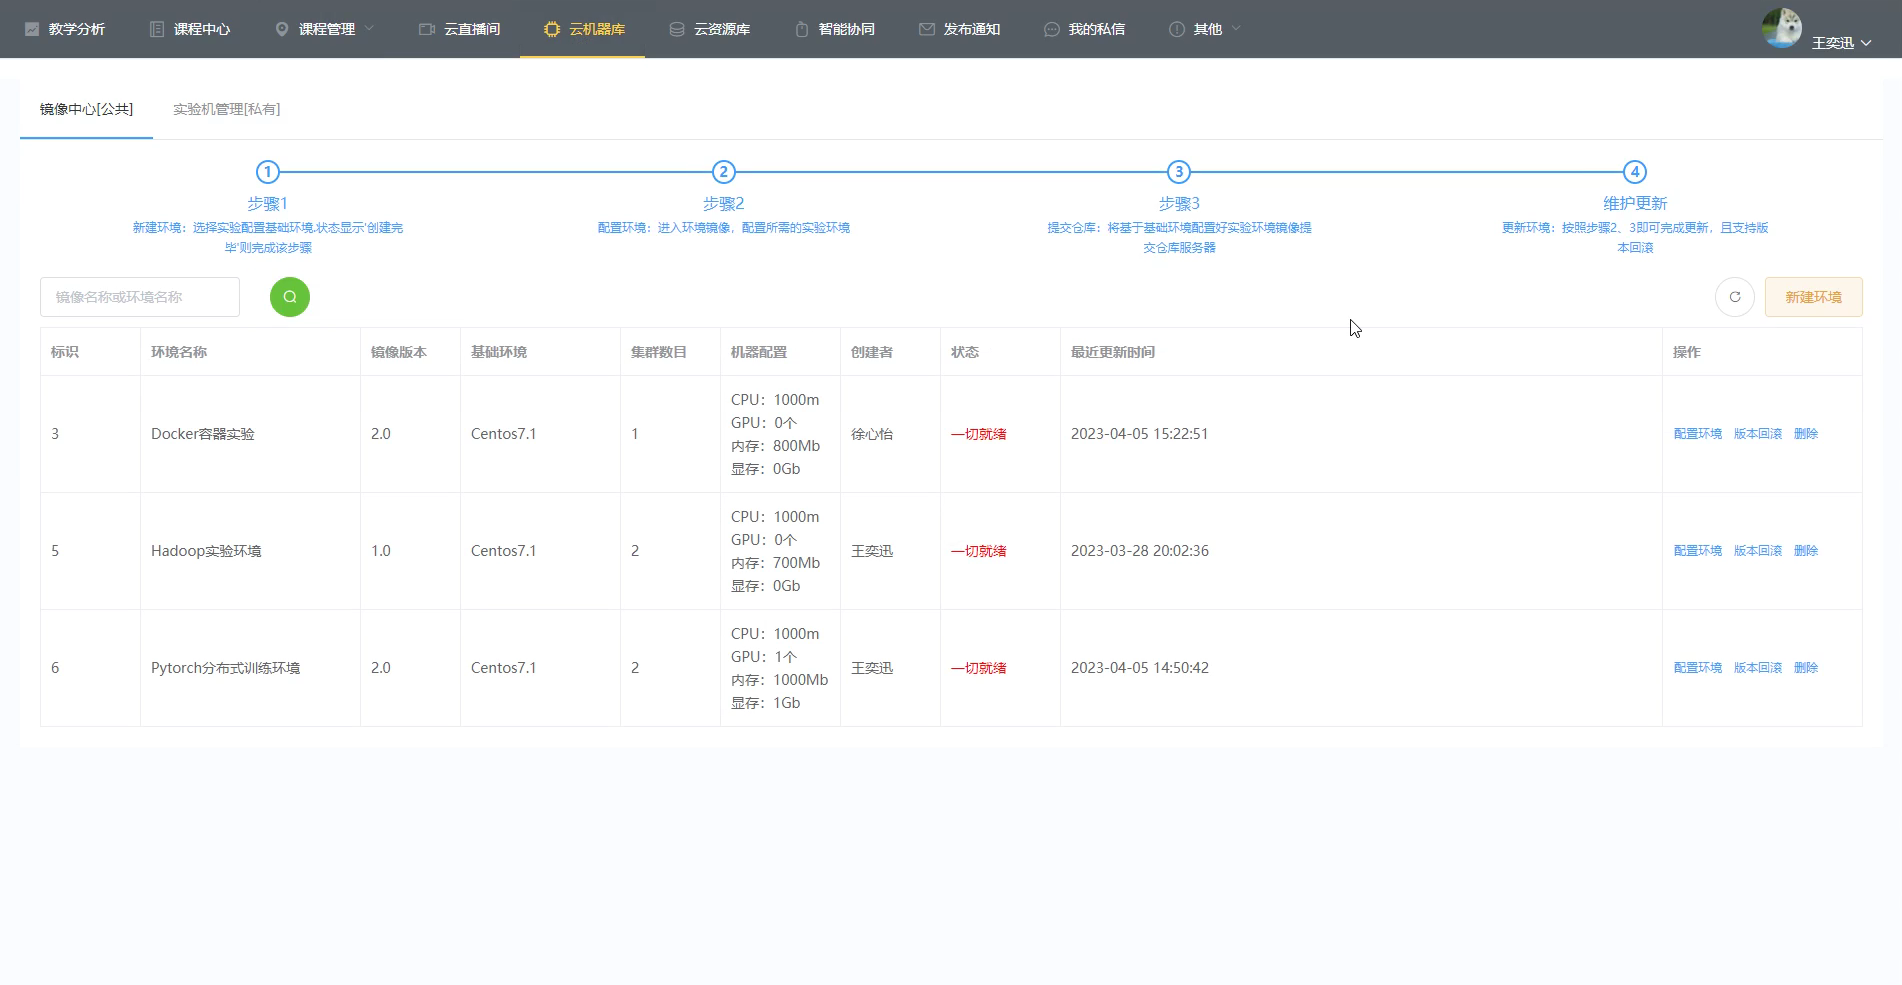 教学分析
课程中心
课程管理
云直播间
云机器库
云资源库
智能协同
发布通知
我的私信
其他
王奕迅
镜像中心[公共]
实验机管理[私有]
1
2
3
4
步骤1
步骤2
步骤3
维护更新
新建环境：选择实验配置基础环境,状态显示'创建完
毕'则完成该步骤
配置环境：进入环境镜像，配置所需的实验环境
提交仓库：将基于基础环境配置好实验环境镜像提
交仓库服务器
更新环境：按照步骤2、3即可完成更新，且支持版
本回滚
镜像名称或环境名称
新建环境
标识 环境名称 镜像版本 基础环境 集群数目 机器配置 创建者 状态 最近更新时间 操作
3 Docker容器实验 2.0 Centos7.1 1
CPU：1000m
GPU：0个
内存：800Mb
显存：0Gb
徐心怡 一切就绪 2023-04-05 15:22:51 配置环境 版本回滚 删除
5 Hadoop实验环境 1.0 Centos7.1 2
CPU：1000m
GPU：0个
内存：700Mb
显存：0Gb
王奕迅 一切就绪 2023-03-28 20:02:36 配置环境 版本回滚 删除
6 Pytorch分布式训练环境 2.0 Centos7.1 2
CPU：1000m
GPU：1个
内存：1000Mb
显存：1Gb
王奕迅 一切就绪 2023-04-05 14:50:42 配置环境 版本回滚 删除